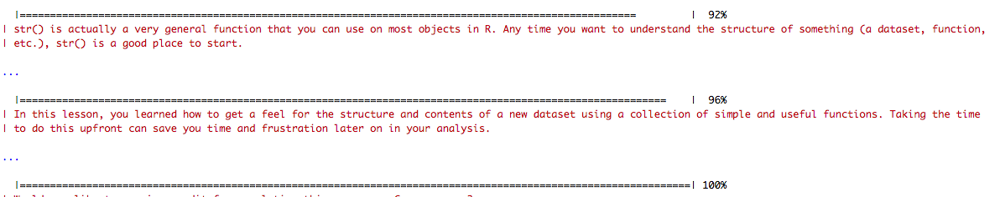 |====================================================================================================== | 92%
| str() is actually a very general function that you can use on most objects in R. Any time you want to understand the structure of something (a dataset, function,
| etc.), str() is a good place to start.
...
|=========================================================================================================== | 96%
| In this lesson, you learned how to get a feel for the structure and contents of a new dataset using a collection of simple and useful functions. Taking the time
| to do this upfront can save you time and frustration later on in your analysis.
...
|===============================================================================================================| 100%